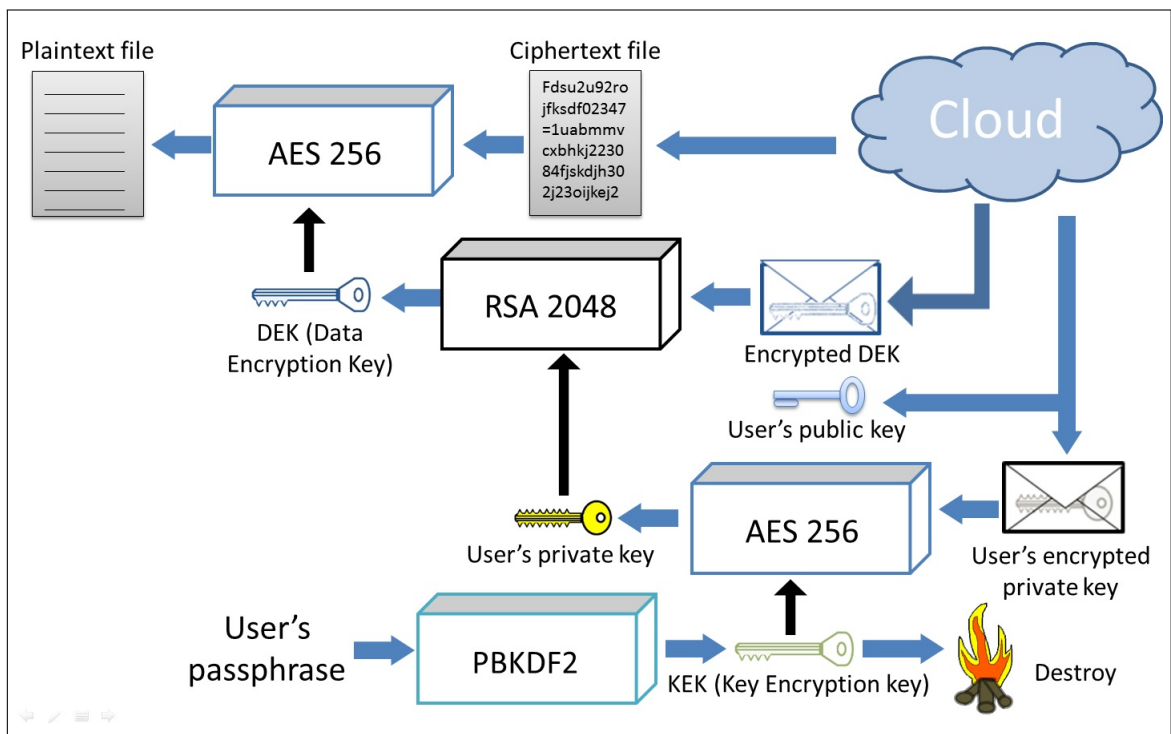 Plaintext file
Ciphertext file
Fdsu2u92ro
jfksdf02347
=1uabmmv
cxbhkj2230
84fjskdjh30
2j23oijkej2
Cloud
AES 256
RSA 2048
DEK (Data
Encryption Key)
Encrypted DEK
User’s public key
AES 256
User’s private key
User’s encrypted
private key
User’s
passphrase
PBKDF2
KEK (Key Encryption key)
Destroy